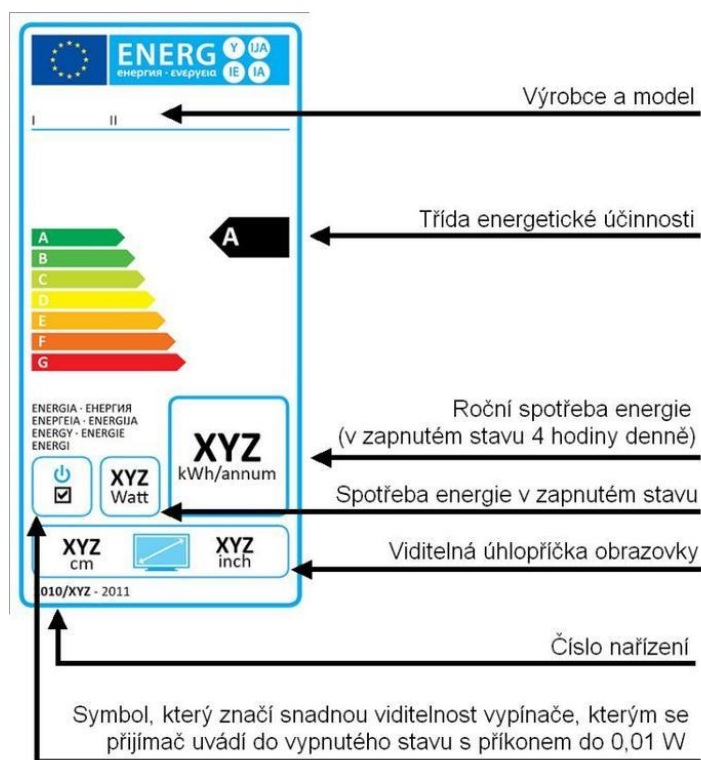 ENERG Y IJA
енергия · ενεργεια IE IA
Výrobce a model
I II
Třída energetické účinnosti
A
A
B
C
D
E
F
G
Roční spotřeba energie
(v zapnutém stavu 4 hodiny denně)
ENERGIA · ЕНЕРГИЯ
ΕΝΕΡΓΕΙΑ · ENERGIJA
ENERGY · ENERGIE
ENERGI
XYZ
kWh/annum
XYZ
Watt
Spotřeba energie v zapnutém stavu
XYZ
cm
XYZ
inch
Viditelná úhlopříčka obrazovky
010/XYZ - 2011
Číslo nařízení
Symbol, který značí snadnou viditelnost vypínače, kterým se
přijímač uvádí do vypnutého stavu s příkonem do 0,01 W